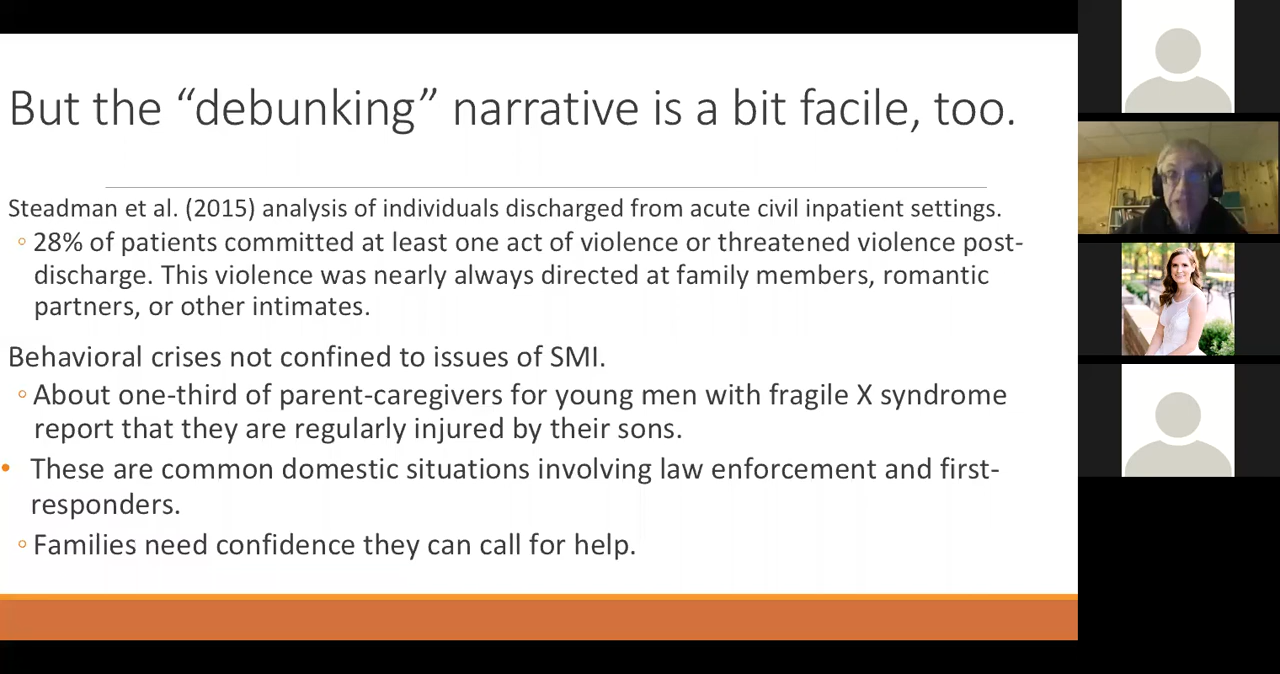 But the “debunking” narrative is a bit facile, too.
Steadman et al. (2015) analysis of individuals discharged from acute civil inpatient settings.
◦ 28% of patients committed at least one act of violence or threatened violence post-
discharge. This violence was nearly always directed at family members, romantic
partners, or other intimates.
Behavioral crises not confined to issues of SMI.
◦ About one-third of parent-caregivers for young men with fragile X syndrome
report that they are regularly injured by their sons.
• These are common domestic situations involving law enforcement and first-
responders.
◦ Families need confidence they can call for help.